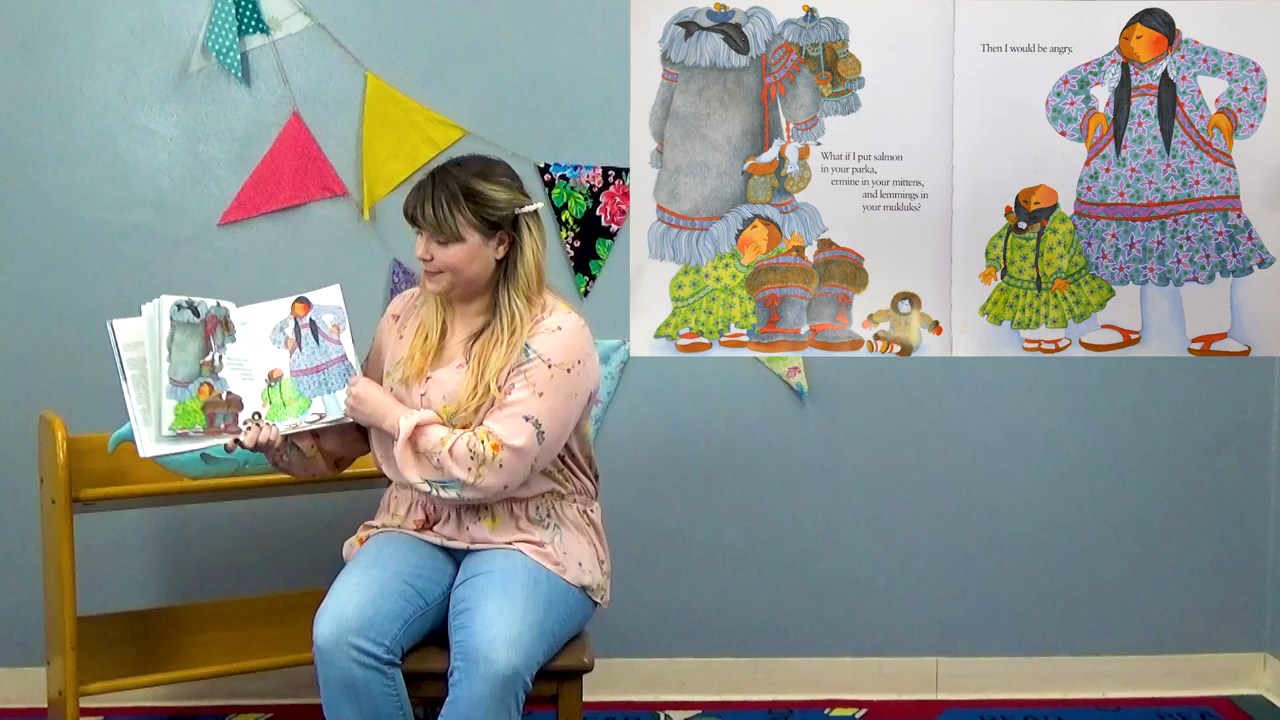 What if I put salmon
in your parka,
ermine in your mittens,
and lemmings in
your mukluks?
Then I would be angry.